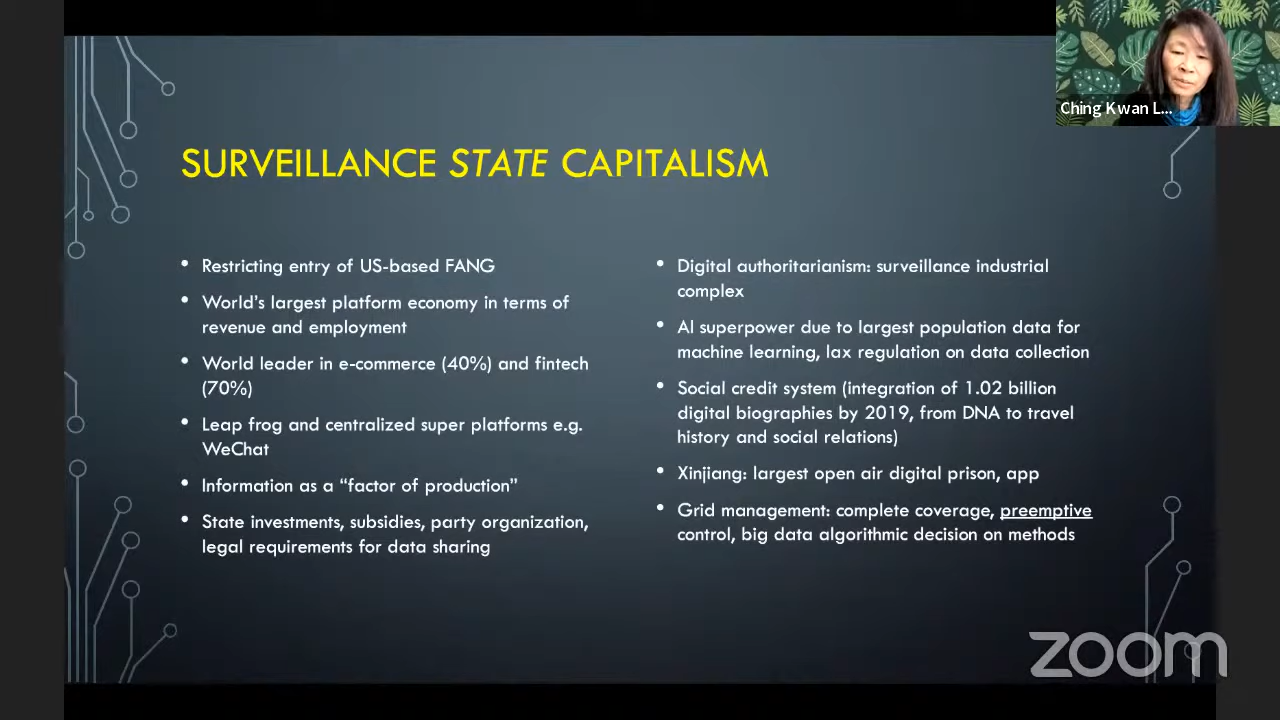 Ching Kwan L...
SURVEILLANCE STATE CAPITALISM
• Restricting entry of US-based FANG
• World's largest platform economy in terms of
revenue and employment
• World leader in e-commerce (40%) and fintech
(70%)
• Leap frog and centralized super platforms e.g.
WeChat
• Information as a “factor of production”
• State investments, subsidies, party organization,
legal requirements for data sharing
• Digital authoritarianism: surveillance industrial
complex
• AI superpower due to largest population data for
machine learning, lax regulation on data collection
• Social credit system (integration of 1.02 billion
digital biographies by 2019, from DNA to travel
history and social relations)
• Xinjiang: largest open air digital prison, app
• Grid management: complete coverage, preemptive
control, big data algorithmic decision on methods
zoom